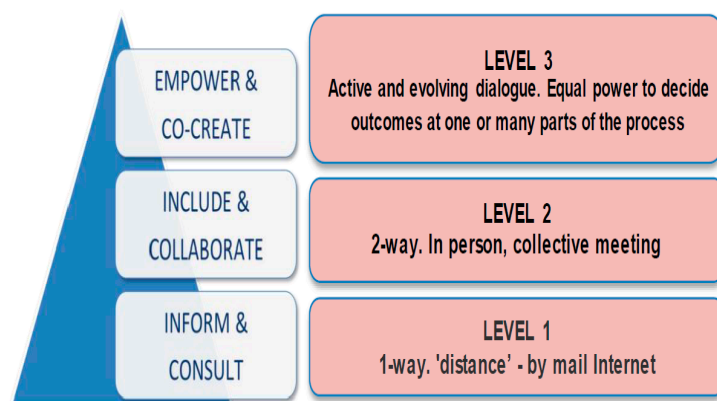 EMPOWER &
CO-CREATE
LEVEL 3
Active and evolving dialogue. Equal power to decide
outcomes at one or many parts of the process
INCLUDE &
COLLABORATE
LEVEL 2
2-way. In person, collective meeting
INFORM &
CONSULT
LEVEL 1
1-way. 'distance’ - by mail Internet